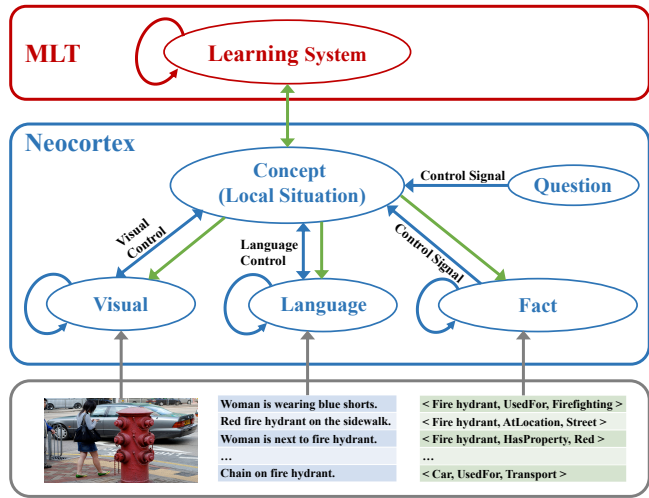 MLT
Learning System
Neocortex
Concept
(Local Situation)
Control Signal
Question
Visual
Control
Language
Control
Control Signal
Visual
Language
Fact
Woman is wearing blue shorts.
Red fire hydrant on the sidewalk.
Woman is next to fire hydrant.
...
Chain on fire hydrant.
< Fire hydrant, UsedFor, Firefighting >
< Fire hydrant, AtLocation, Street >
< Fire hydrant, HasProperty, Red >
...
< Car, UsedFor, Transport >